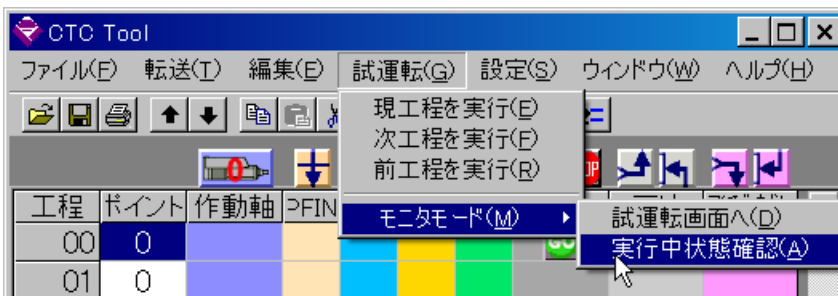 CTC Tool
ファイル(F) 転送(T) 編集(E) 試運転(G) 設定(S) ウィンドウ(W) ヘルプ(H)
現工程を実行(E)
次工程を実行(F)
前工程を実行(R)
モニタモード(M)
試運転画面へ(D)
実行中状態確認(A)
0
工程 ポイント 作動軸 PFIN
00 0 GO
01 0